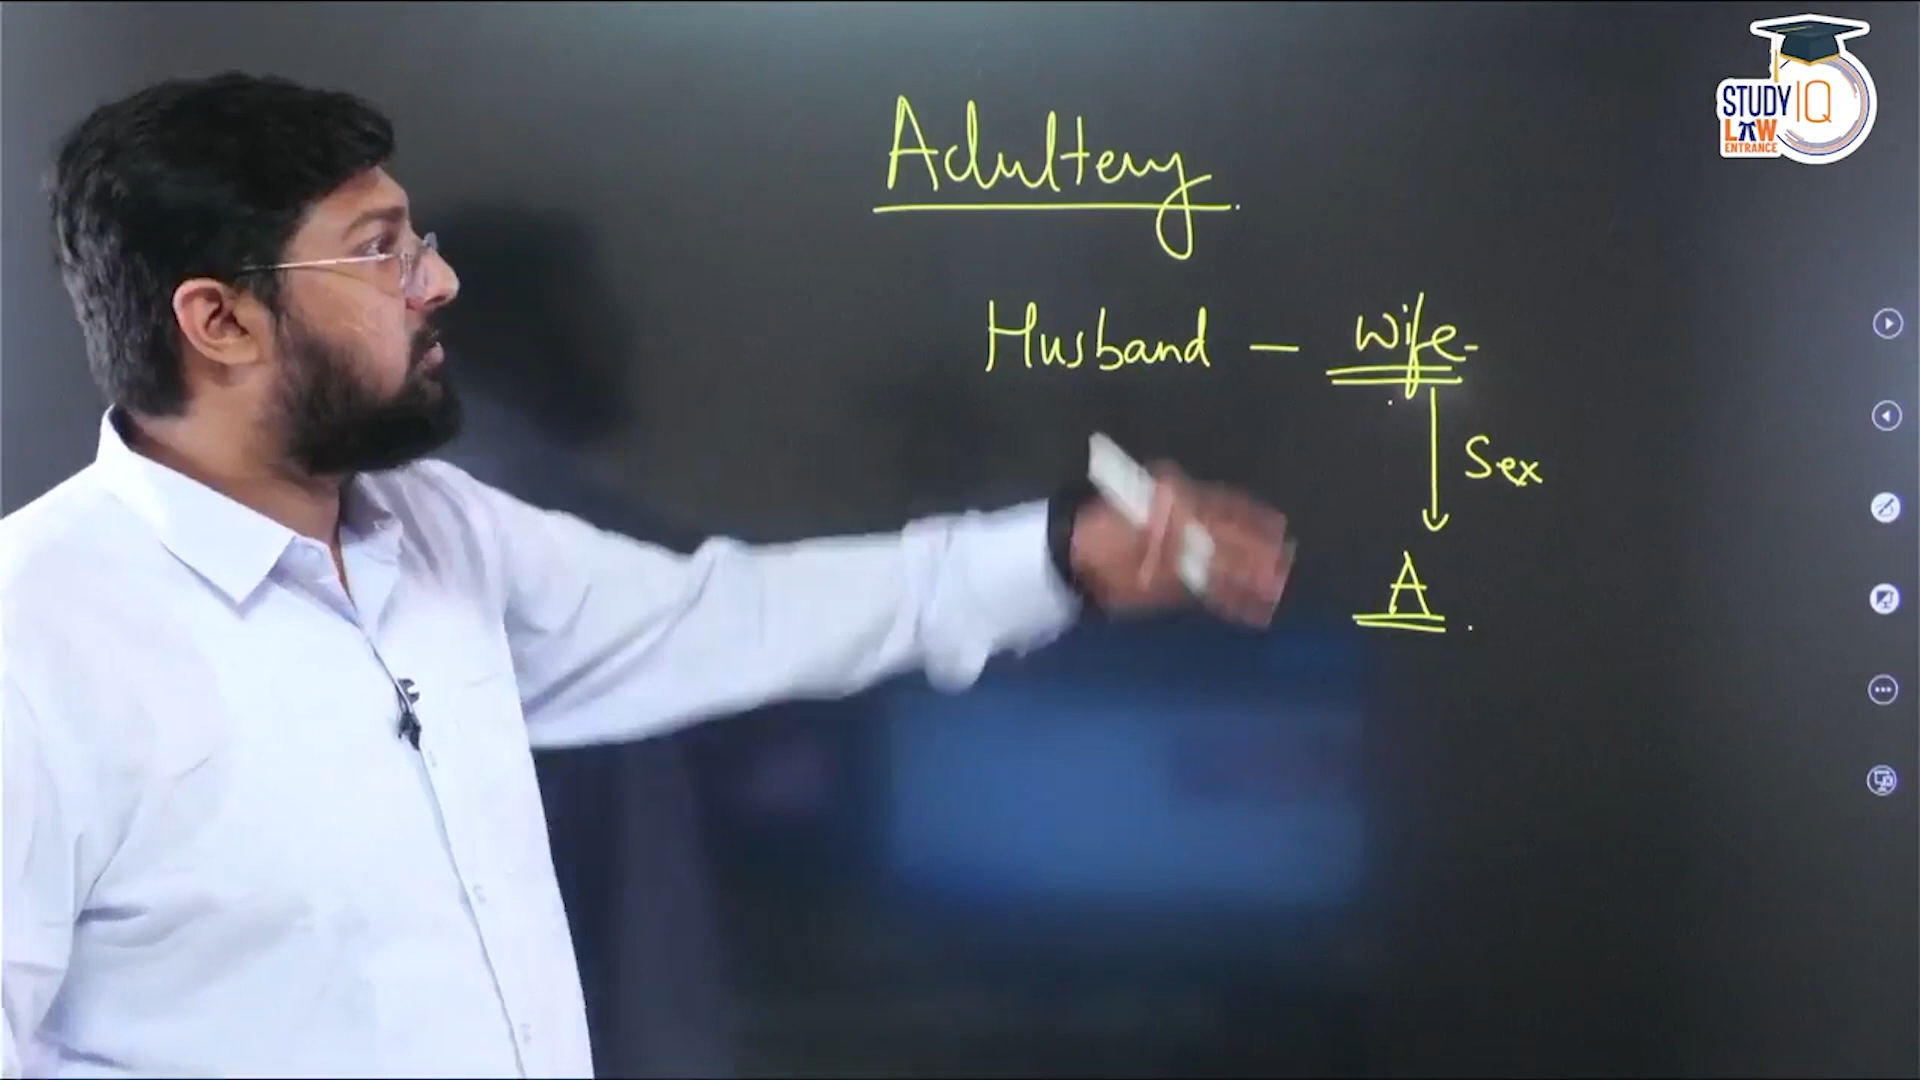 STUDY IQ
LAW
ENTRANCE
Adultery
Husband — Wife
Sex
A